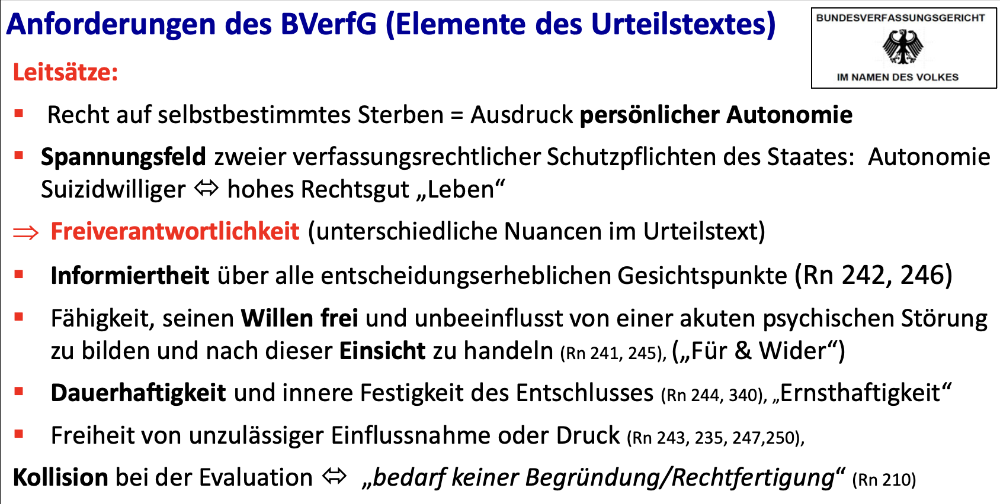 Anforderungen des BVerfG (Elemente des Urteilstextes)
BUNDESVERFASSUNGSGERICHT
IM NAMEN DES VOLKES
Leitsätze:
▪ Recht auf selbstbestimmtes Sterben = Ausdruck persönlicher Autonomie
▪ Spannungsfeld zweier verfassungsrechtlicher Schutzpflichten des Staates: Autonomie
Suizidwilliger ⬄ hohes Rechtsgut „Leben“
⇒ Freiverantwortlichkeit (unterschiedliche Nuancen im Urteilstext)
▪ Informiertheit über alle entscheidungserheblichen Gesichtspunkte (Rn 242, 246)
▪ Fähigkeit, seinen Willen frei und unbeeinflusst von einer akuten psychischen Störung
zu bilden und nach dieser Einsicht zu handeln (Rn 241, 245), („Für & Wider“)
▪ Dauerhaftigkeit und innere Festigkeit des Entschlusses (Rn 244, 340), „Ernsthaftigkeit“
▪ Freiheit von unzulässiger Einflussnahme oder Druck (Rn 243, 235, 247,250),
Kollision bei der Evaluation ⬄ „bedarf keiner Begründung/Rechtfertigung“ (Rn 210)